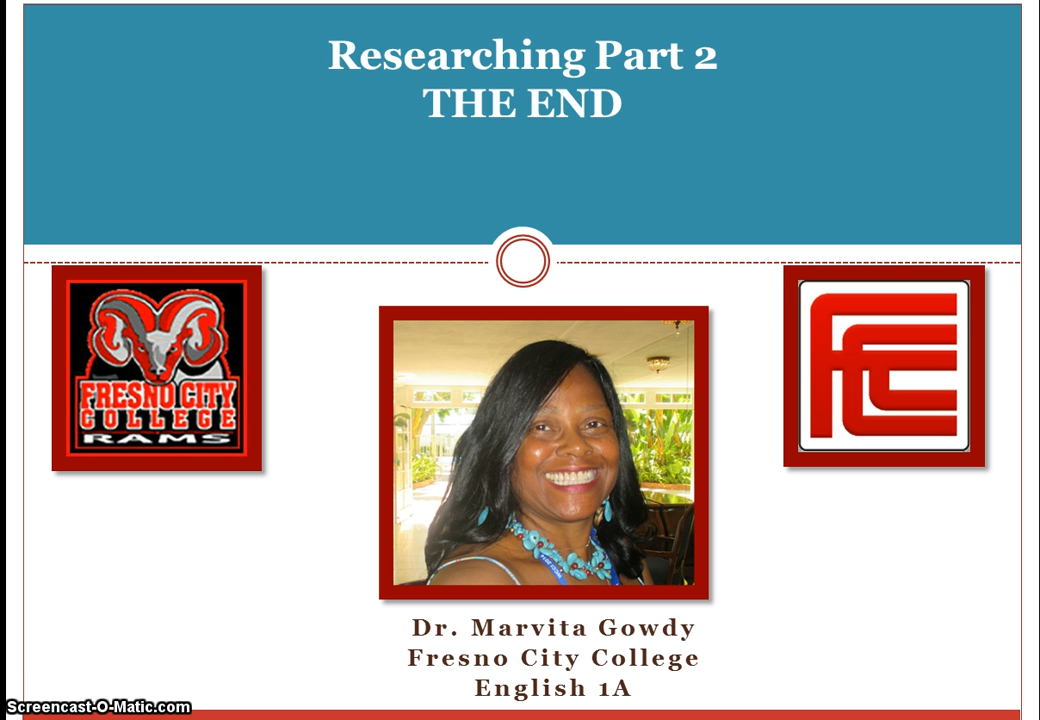 Researching Part 2
THE END
FRESNO CITY
COLLEGE
RAMS
FCC
Dr. Marvita Gowdy
Fresno City College
English 1A
Screencast-O-Matic.com